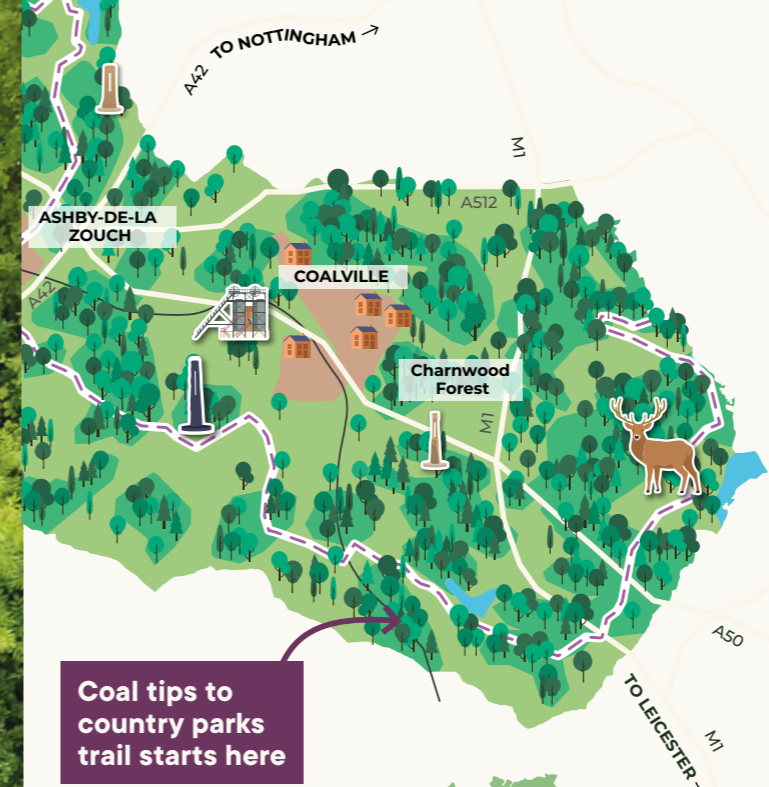 A42 TO NOTTINGHAM
M1
A512
ASHBY-DE-LA
ZOUCH
COALVILLE
A42
Charnwood
Forest
M1
A50
Coal tips to
country parks
trail starts here
TO LEICESTER
M1